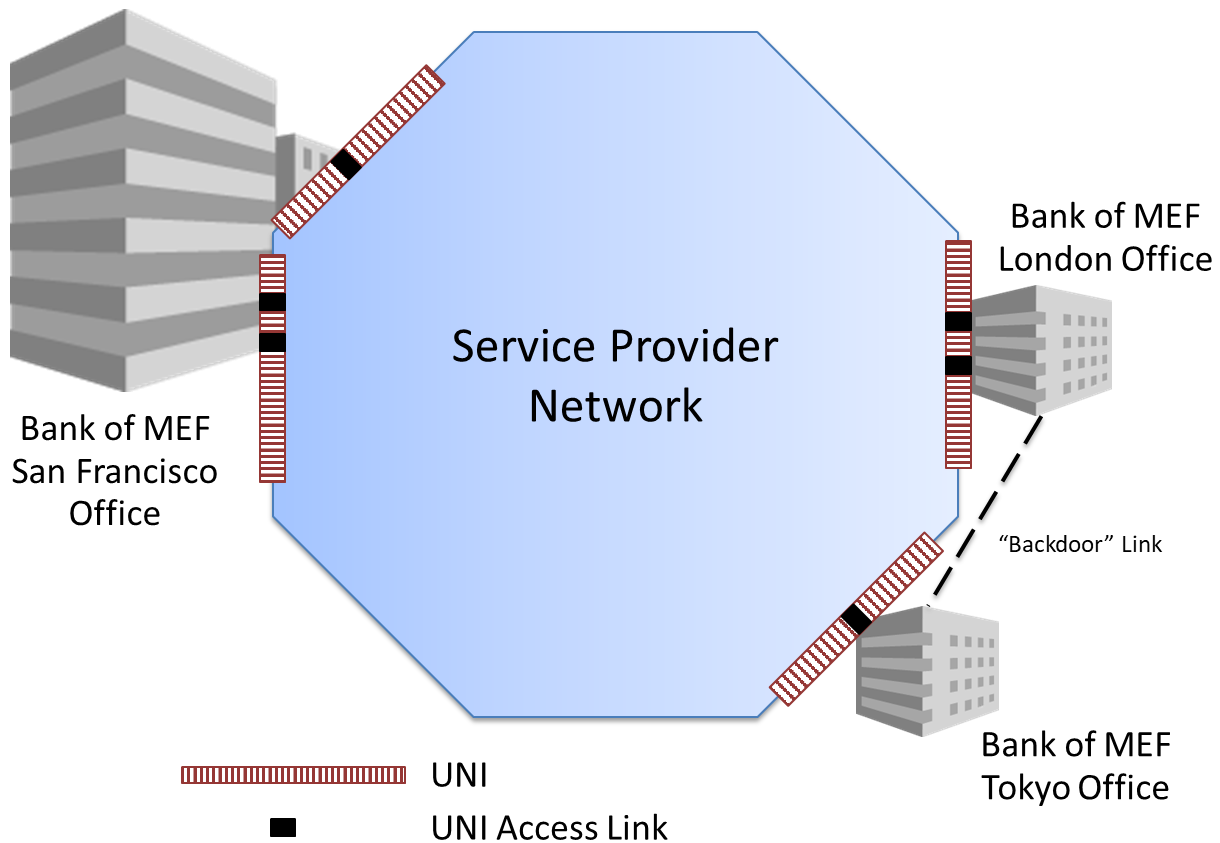 Bank of MEF
London Office
Service Provider
Network
Bank of MEF
San Francisco
Office
“Backdoor” Link
Bank of MEF
Tokyo Office
UNI
UNI Access Link